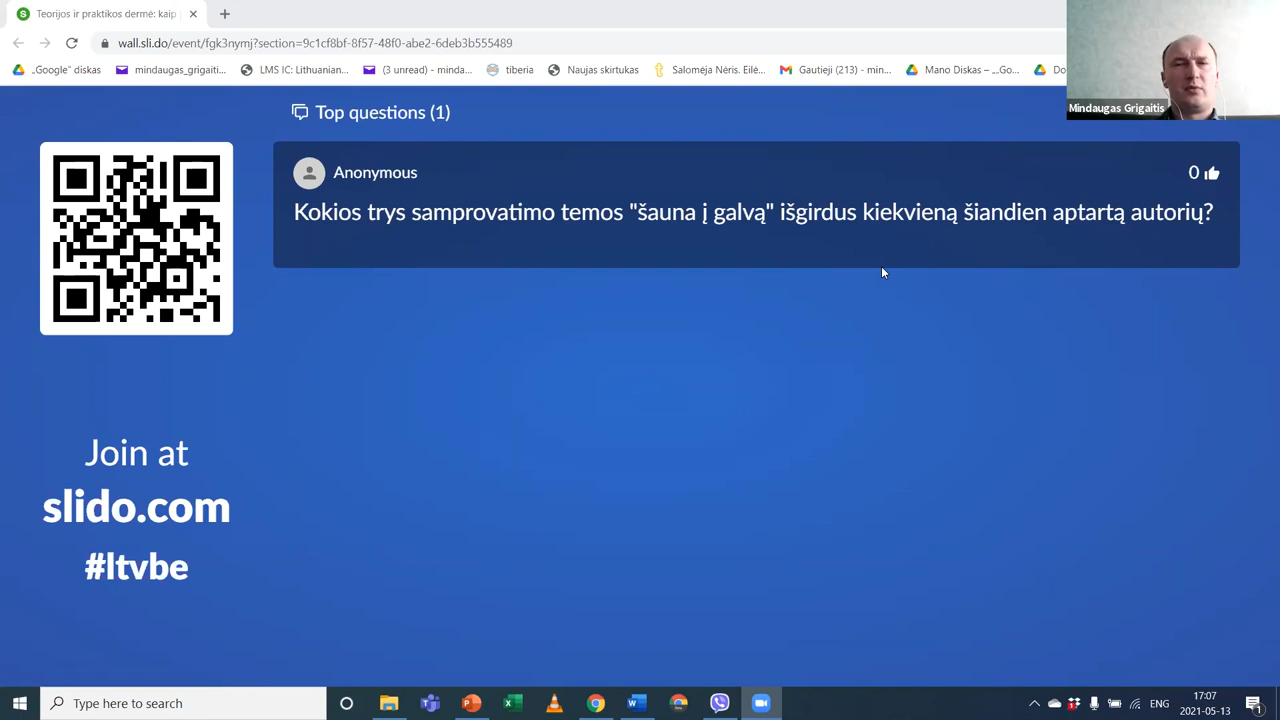 Teorijos ir praktikos dermė: kaip
wall.sli.do/event/fgk3nymj?section=9c1cf8bf-8f57-48f0-abe2-6deb3b555489
„Google“ diskas
mindaugas_grigaiti...
LMS IC: Lithuanian...
(3 unread) - minda...
tiberia
Naujas skirtukas
Salomėja Nėris. Eilė...
Gautieji (213) - min...
Mano Diskas – „Go...
Mindaugas Grigaitis
Top questions (1)
Anonymous
0
Kokios trys samprovatimo temos "šauna į galvą" išgirdus kiekvieną šiandien aptartą autorių?
Join at
slido.com
#ltvbe
Type here to search
ENG
17:07
2021-05-13
1